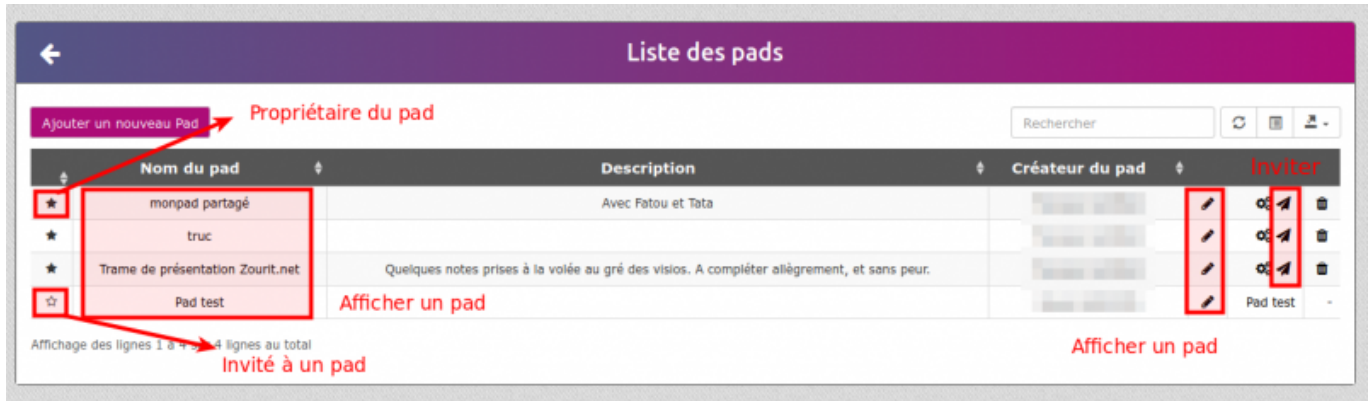 Liste des pads
Ajouter un nouveau Pad
Propriétaire du pad
Rechercher
Nom du pad Description Créateur du pad Inviter
monpad partagé Avec Fatou et Tata
truc
Trame de présentation Zourit.net Quelques notes prises à la volée au gré des visios. A compléter allègrement, et sans peur.
Pad test Afficher un pad Pad test -
Affichage des lignes 1 à 4 4 lignes au total
Afficher un pad
Invité à un pad